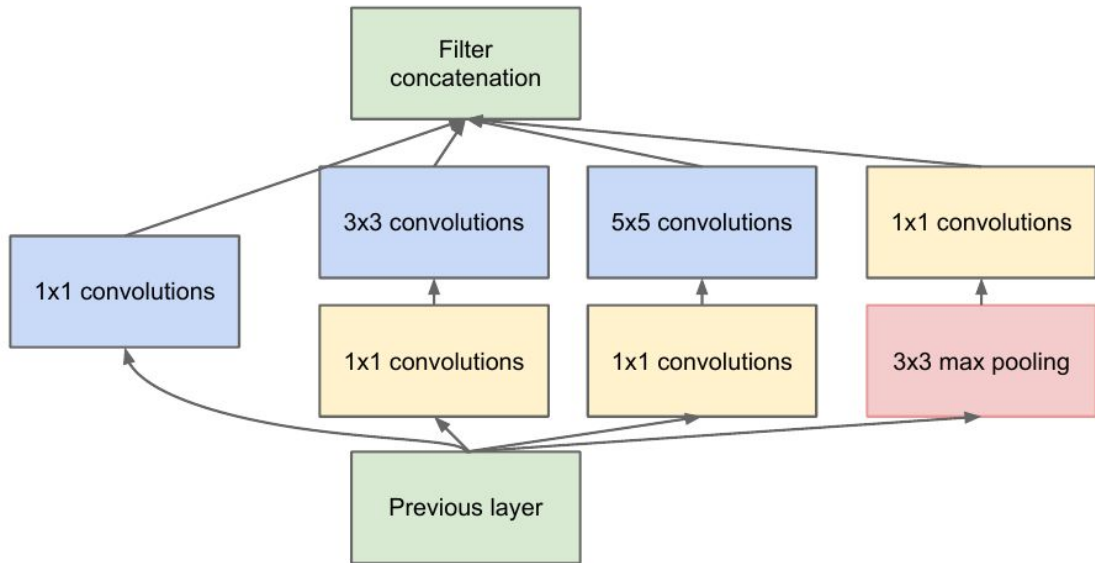 Filter
concatenation
3x3 convolutions
5x5 convolutions
1x1 convolutions
1x1 convolutions
1x1 convolutions
1x1 convolutions
3x3 max pooling
Previous layer